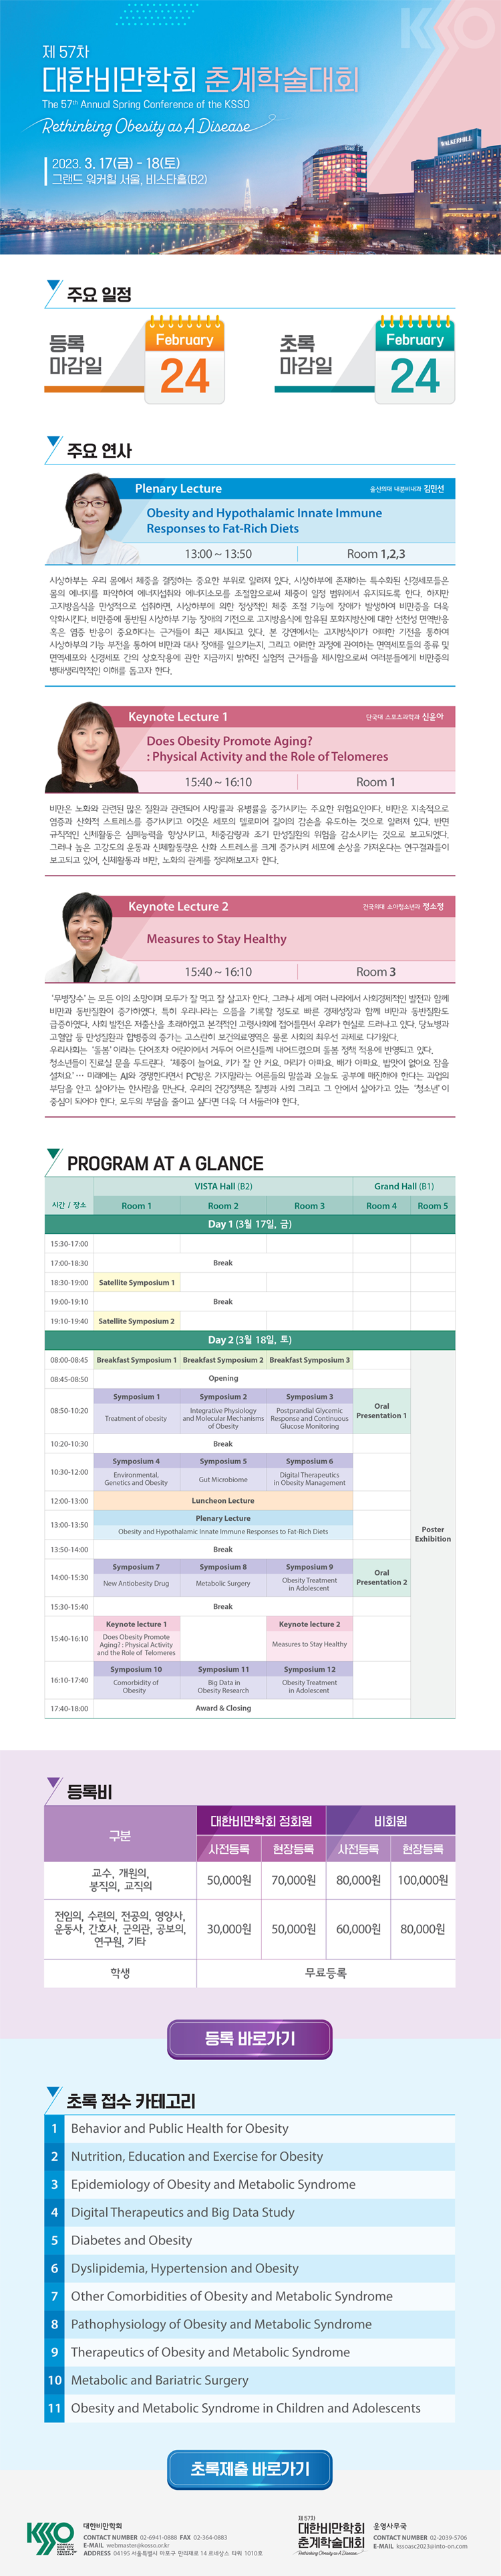 KSSO
제 57차
대한비만학회 춘계학술대회
The 57th Annual Spring Conference of the KSSO
Rethinking Obesity as A Disease
2023. 3. 17(금) - 18(토)
그랜드 워커힐 서울, 비스타홀(B2)
WALKERHILL
주요 일정
등록
마감일
February
24
초록
마감일
February
24
주요 연사
Plenary Lecture
울산의대 내분비내과 김민선
Obesity and Hypothalamic Innate Immune
Responses to Fat-Rich Diets
13:00 ~ 13:50
Room 1,2,3
시상하부는 우리 몸에서 체중을 결정하는 중요한 부위로 알려져 있다. 시상하부에 존재하는 특수화된 신경세포들은
몸의 에너지를 파악하여 에너지섭취와 에너지소모를 조절함으로써 체중이 일정 범위에서 유지되도록 한다. 하지만
고지방음식을 만성적으로 섭취하면, 시상하부에 의한 정상적인 체중 조절 기능에 장애가 발생하여 비만증을 더욱
악화시킨다. 비만증에 동반된 시상하부 기능 장애의 기전으로 고지방음식에 함유된 포화지방산에 대한 선천성 면역반응
혹은 염증 반응이 중요하다는 근거들이 최근 제시되고 있다. 본 강연에서는 고지방식이가 어떠한 기전을 통하여
시상하부의 기능 부전을 통하여 비만과 대사 장애를 일으키는지, 그리고 이러한 과정에 관여하는 면역세포들의 종류 및
면역세포와 신경세포 간의 상호작용에 관한 지금까지 밝혀진 실험적 근거들을 제시함으로써 여러분들에게 비만증의
병태생리학적인 이해를 돕고자 한다.
Keynote Lecture 1
단국대 스포츠과학과 신윤아
Does Obesity Promote Aging?
: Physical Activity and the Role of Telomeres
15:40 ~ 16:10
Room 1
비만은 노화와 관련된 많은 질환과 관련되어 사망률과 유병률을 증가시키는 주요한 위험요인이다. 비만은 지속적으로
염증과 산화적 스트레스를 증가시키고 이것은 세포의 텔로미어 길이의 감손을 유도하는 것으로 알려져 있다. 반면
규칙적인 신체활동은 심폐능력을 향상시키고, 체중감량과 조기 만성질환의 위험을 감소시키는 것으로 보고되었다.
그러나 높은 고강도의 운동과 신체활동량은 산화 스트레스를 크게 증가시켜 세포에 손상을 가져온다는 연구결과들이
보고되고 있어, 신체활동과 비만, 노화의 관계를 정리해보고자 한다.
Keynote Lecture 2
건국의대 소아청소년과 정소정
Measures to Stay Healthy
15:40 ~ 16:10
Room 3
‘무병장수’ 는 모든 이의 소망이며 모두가 잘 먹고 잘 살고자 한다. 그러나 세계 여러 나라에서 사회경제적인 발전과 함께
비만과 동반질환이 증가하였다. 특히 우리나라는 으뜸을 기록할 정도로 빠른 경제성장과 함께 비만과 동반질환도
급증하였다. 사회 발전은 저출산을 초래하였고 본격적인 고령사회에 접어들면서 우려가 현실로 드러나고 있다. 당뇨병과
고혈압 등 만성질환과 합병증의 증가는 고스란히 보건의료영역은 물론 사회의 최우선 과제로 다가왔다.
우리사회는 ‘돌봄’ 이라는 단어조차 어린이에서 거두어 어르신들께 내어드렸으며 돌봄 정책 적용에 반영되고 있다.
청소년들이 진료실 문을 두드린다. “체중이 늘어요. 키가 잘 안 커요. 머리가 아파요. 배가 아파요. 밥맛이 없어요 잠을
설쳐요” ··· 미래에는 AI와 경쟁한다면서 PC방은 가지말라는 어른들의 말씀과 오늘도 공부에 매진해야 한다는 과업의
부담을 안고 살아가는 한사람을 만난다. 우리의 건강정책은 질병과 사회 그리고 그 안에서 살아가고 있는 ‘청소년’ 이
중심이 되어야 한다. 모두의 부담을 줄이고 싶다면 더욱 더 서둘러야 한다.
PROGRAM AT A GLANCE
시간 / 장소
VISTA Hall (B2)
Grand Hall (B1)
Room 1
Room 2
Room 3
Room 4
Room 5
Day 1 (3월 17일, 금)
15:30-17:00
17:00-18:30 Break
18:30-19:00 Satellite Symposium 1
19:00-19:10 Break
19:10-19:40 Satellite Symposium 2
Day 2 (3월 18일, 토)
08:00-08:45 Breakfast Symposium 1 Breakfast Symposium 2 Breakfast Symposium 3
08:45-08:50 Opening
08:50-10:20
Symposium 1
Treatment of obesity
Symposium 2
Integrative Physiology
and Molecular Mechanisms
of Obesity
Symposium 3
Postprandial Glycemic
Response and Continuous
Glucose Monitoring
Oral
Presentation 1
10:20-10:30 Break
10:30-12:00
Symposium 4
Environmental,
Genetics and Obesity
Symposium 5
Gut Microbiome
Symposium 6
Digital Therapeutics
in Obesity Management
12:00-13:00 Luncheon Lecture
13:00-13:50
Plenary Lecture
Obesity and Hypothalamic Innate Immune Responses to Fat-Rich Diets
Poster
Exhibition
13:50-14:00 Break
14:00-15:30
Symposium 7
New Antiobesity Drug
Symposium 8
Metabolic Surgery
Symposium 9
Obesity Treatment
in Adolescent
Oral
Presentation 2
15:30-15:40 Break
15:40-16:10
Keynote lecture 1
Does Obesity Promote
Aging? : Physical Activity
and the Role of Telomeres
Keynote lecture 2
Measures to Stay Healthy
16:10-17:40
Symposium 10
Comorbidity of
Obesity
Symposium 11
Big Data in
Obesity Research
Symposium 12
Obesity Treatment
in Adolescent
17:40-18:00 Award & Closing
등록비
구분
대한비만학회 정회원
비회원
사전등록
현장등록
사전등록
현장등록
교수, 개원의,
봉직의, 교직의
50,000원
70,000원
80,000원
100,000원
전임의, 수련의, 전공의, 영양사,
운동사, 간호사, 군의관, 공보의,
연구원, 기타
30,000원
50,000원
60,000원
80,000원
학생
무료등록
등록 바로가기
초록 접수 카테고리
1 Behavior and Public Health for Obesity
2 Nutrition, Education and Exercise for Obesity
3 Epidemiology of Obesity and Metabolic Syndrome
4 Digital Therapeutics and Big Data Study
5 Diabetes and Obesity
6 Dyslipidemia, Hypertension and Obesity
7 Other Comorbidities of Obesity and Metabolic Syndrome
8 Pathophysiology of Obesity and Metabolic Syndrome
9 Therapeutics of Obesity and Metabolic Syndrome
10 Metabolic and Bariatric Surgery
11 Obesity and Metabolic Syndrome in Children and Adolescents
초록제출 바로가기
KSSO
대한비만학회
CONTACT NUMBER 02-6941-0888 FAX 02-364-0883
E-MAIL webmaster@kosso.or.kr
ADDRESS 04195 서울특별시 마포구 만리재로 14 르네상스 타워 1010호
제 57차
대한비만학회
춘계학술대회
Rethinking Obesity as A Disease
운영사무국
CONTACT NUMBER 02-2039-5706
E-MAIL kssoasc2023@into-on.com